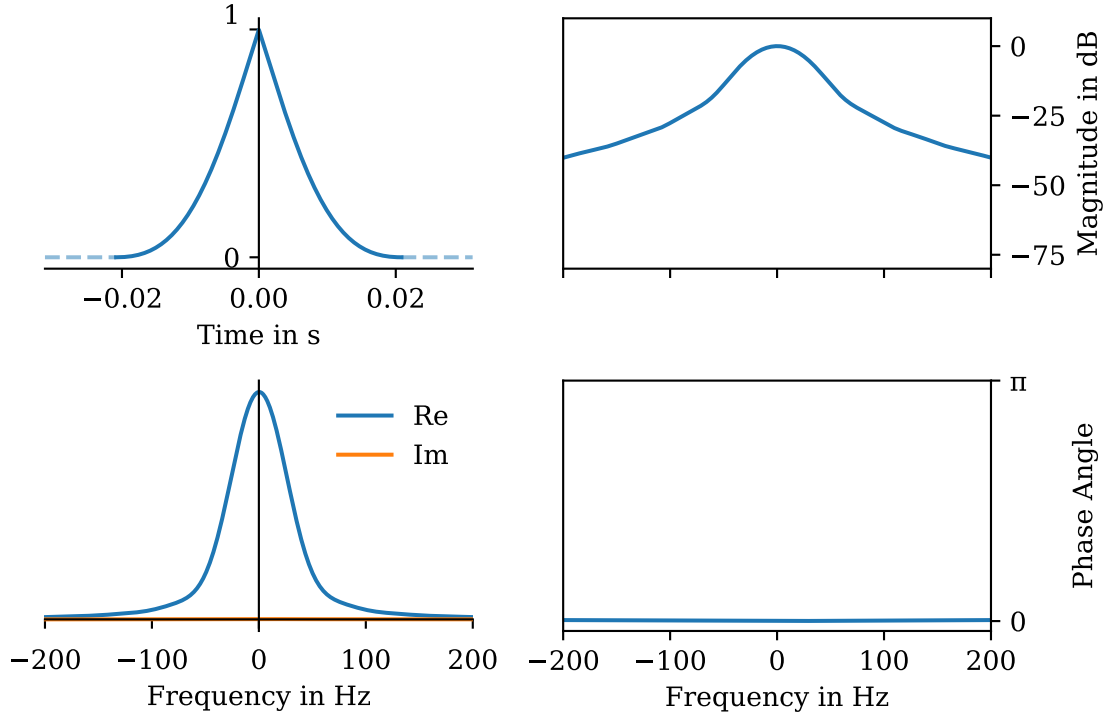 1
0
−0.02
0.00
0.02
Time in s
0
−25
−50
−75
Magnitude in dB
Re
Im
−200
−100
0
100
200
Frequency in Hz
π
0
Phase Angle
−200
−100
0
100
200
Frequency in Hz